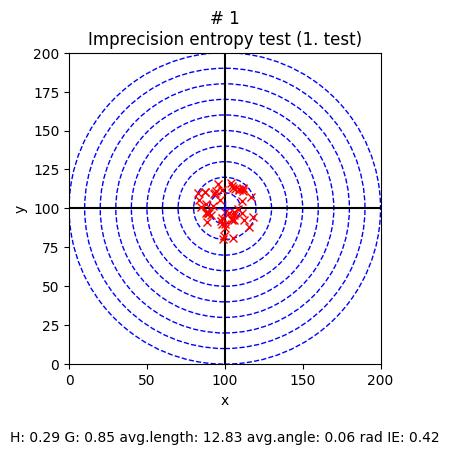 # 1
Imprecision entropy test (1. test)
200
175
150
125
y
100
75
50
25
0
0 50 100 150 200
x
H: 0.29 G: 0.85 avg.length: 12.83 avg.angle: 0.06 rad IE: 0.42